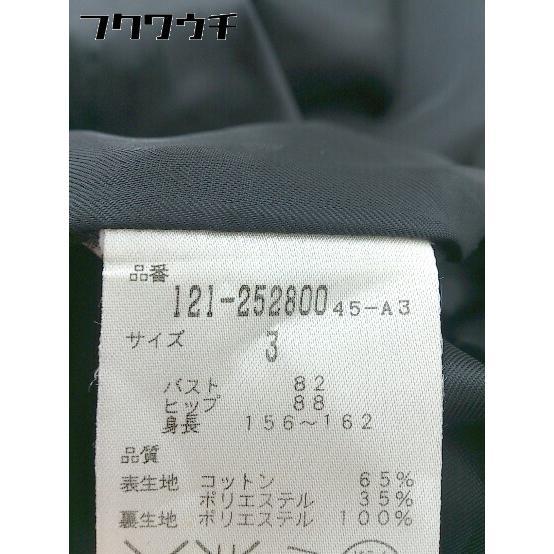 フクワウチ
品番
121-252800 45-A3
サイズ 3
バスト 82
ヒップ 88
身長 156～162
品質
表生地 コットン 65%
ポリエステル 35%
裏生地 ポリエステル 100%